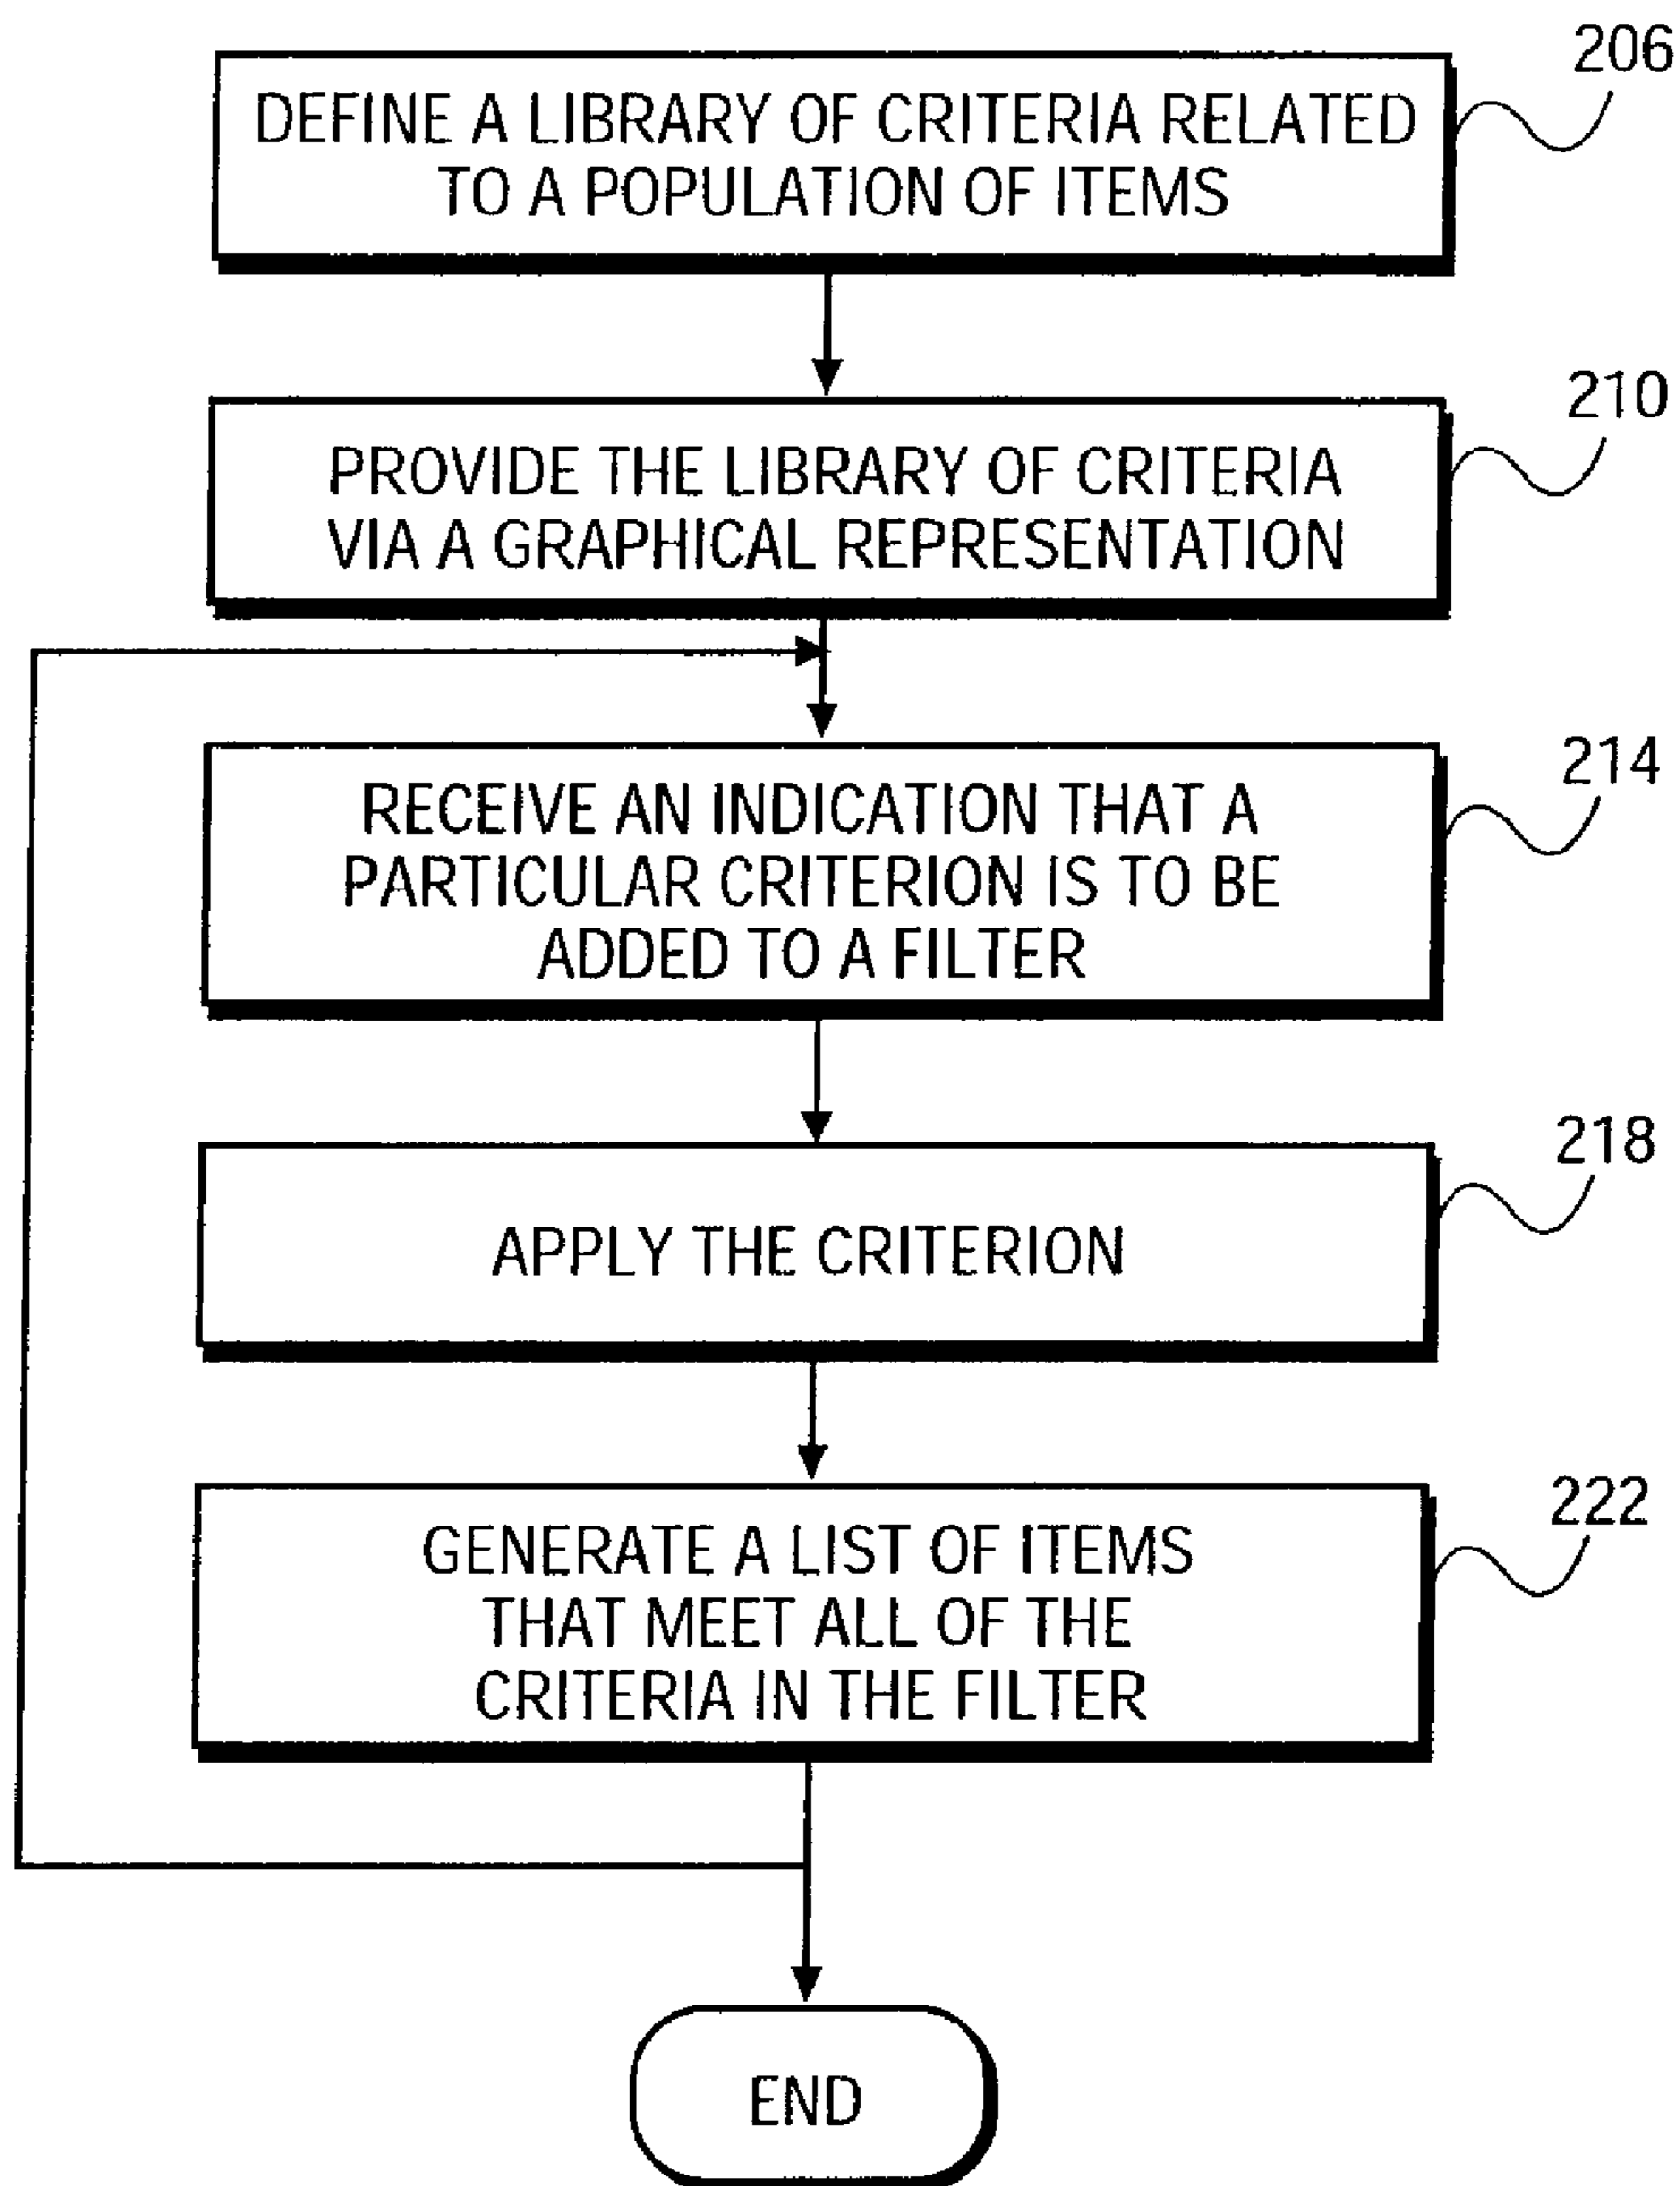 206
DEFINE A LIBRARY OF CRITERIA RELATED
TO A POPULATION OF ITEMS
210
PROVIDE THE LIBRARY OF CRITERIA
VIA A GRAPHICAL REPRESENTATION
214
RECEIVE AN INDICATION THAT A
PARTICULAR CRITERION IS TO BE
ADDED TO A FILTER
218
APPLY THE CRITERION
222
GENERATE A LIST OF ITEMS
THAT MEET ALL OF THE
CRITERIA IN THE FILTER
END